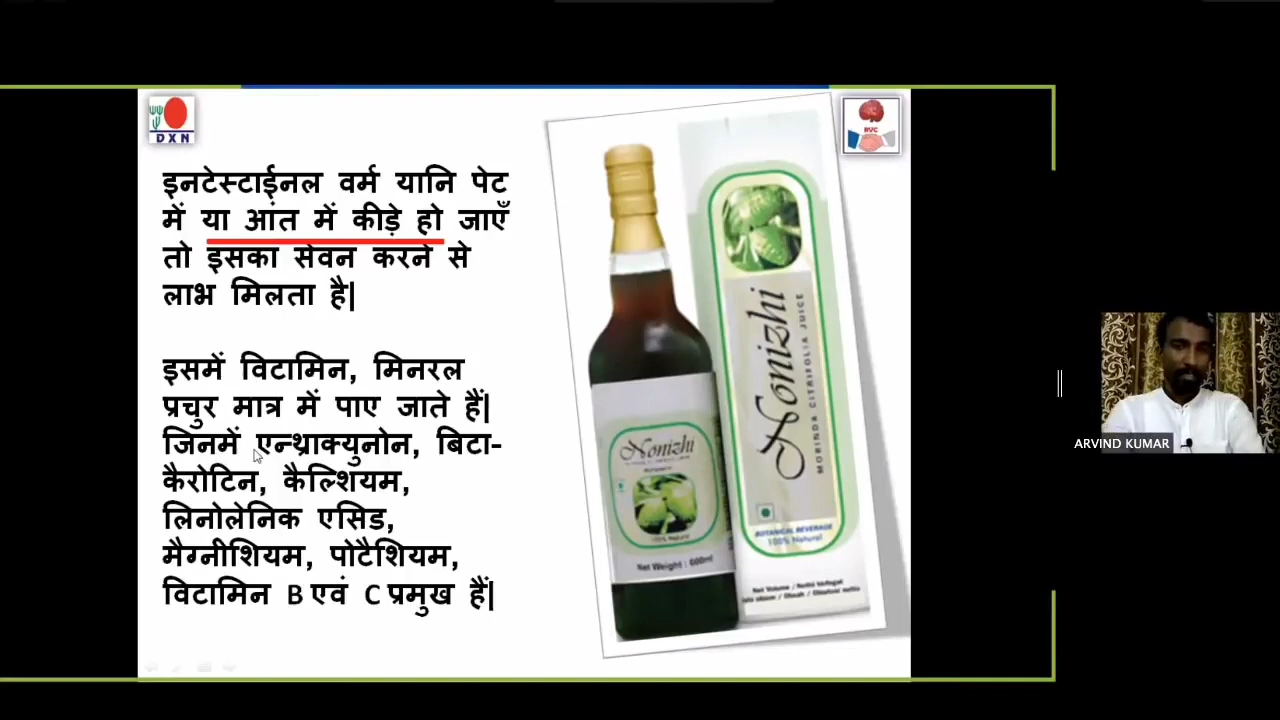 DXN
RVC
इनटेस्टाईनल वर्म यानि पेट
में या आंत में कीड़े हो जाएँ
तो इसका सेवन करने से
लाभ मिलता है|
इसमें विटामिन, मिनरल
प्रचुर मात्र में पाए जाते हैं|
जिनमें एन्थ्राक्युनोन, बिटा-
कैरोटिन, कैल्शियम,
लिनोलेनिक एसिड,
मैग्नीशियम, पोटैशियम,
विटामिन B एवं C प्रमुख हैं|
Nonizhi
100% Natural
Net Weight : 600ml
Nonizhi
MORINDA CITRIFOLIA JUICE
BOTANICAL BEVERAGE
100% Natural
ARVIND KUMAR